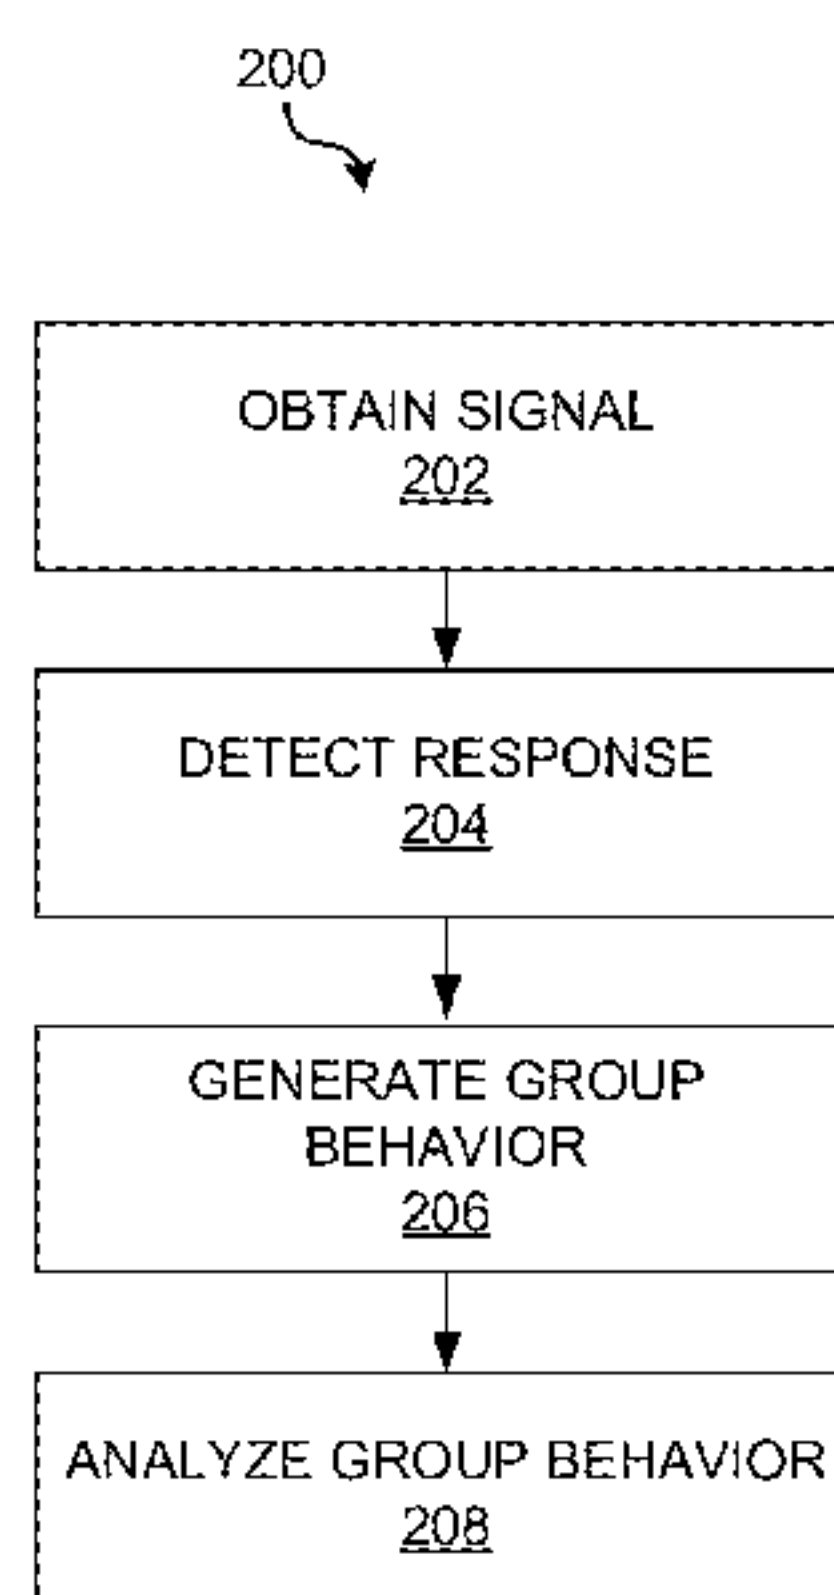 200
OBTAIN SIGNAL
202
DETECT RESPONSE
204
GENERATE GROUP
BEHAVIOR
206
ANALYZE GROUP BEHAVIOR
208